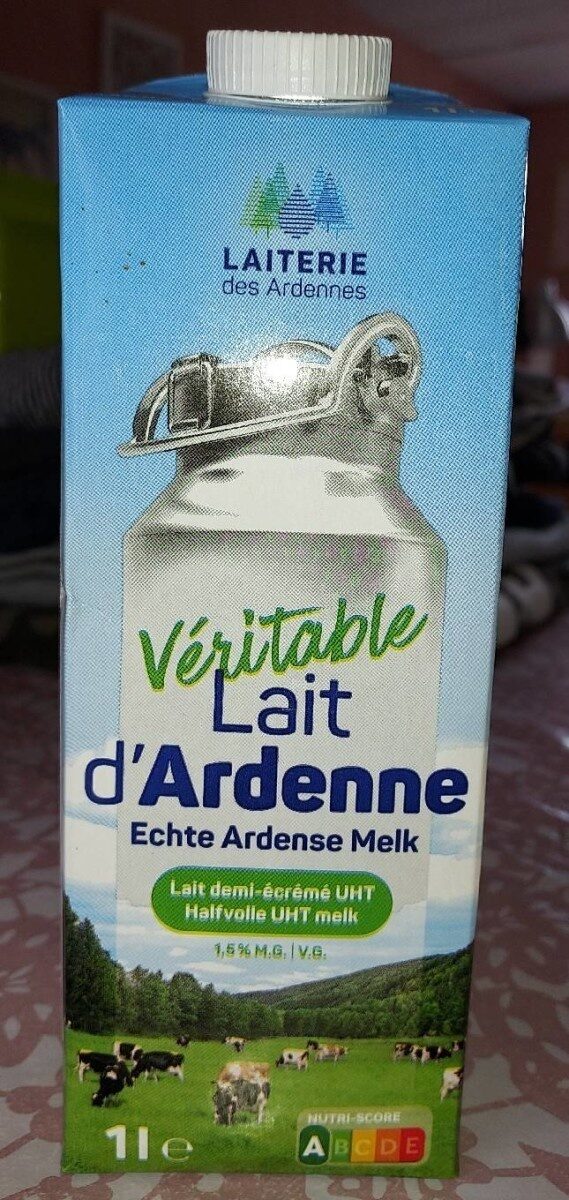 LAITERIE
des Ardennes
Véritable
Lait
d'Ardenne
Echte Ardense Melk
Lait demi-écrémé UHT
Halfvolle UHT melk
1,5% M.G. | V.G.
NUTRI-SCORE
1l e
A B C D E